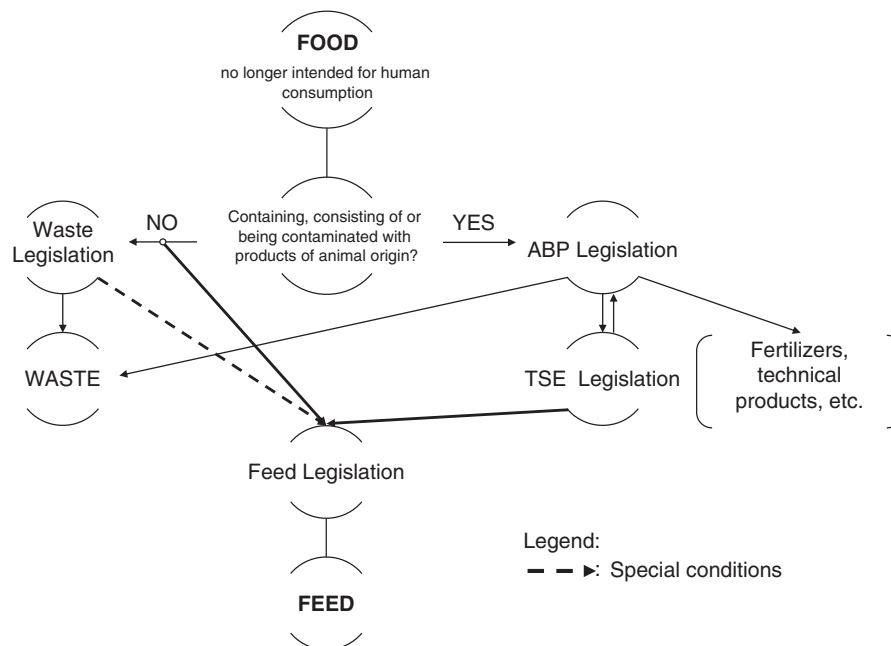 FOOD
no longer intended for human
consumption
Containing, consisting of or
being contaminated with
products of animal origin?
NO
YES
Waste
Legislation
ABP Legislation
WASTE
TSE Legislation
Fertilizers,
technical
products, etc.
Feed Legislation
FEED
Legend:
: Special conditions